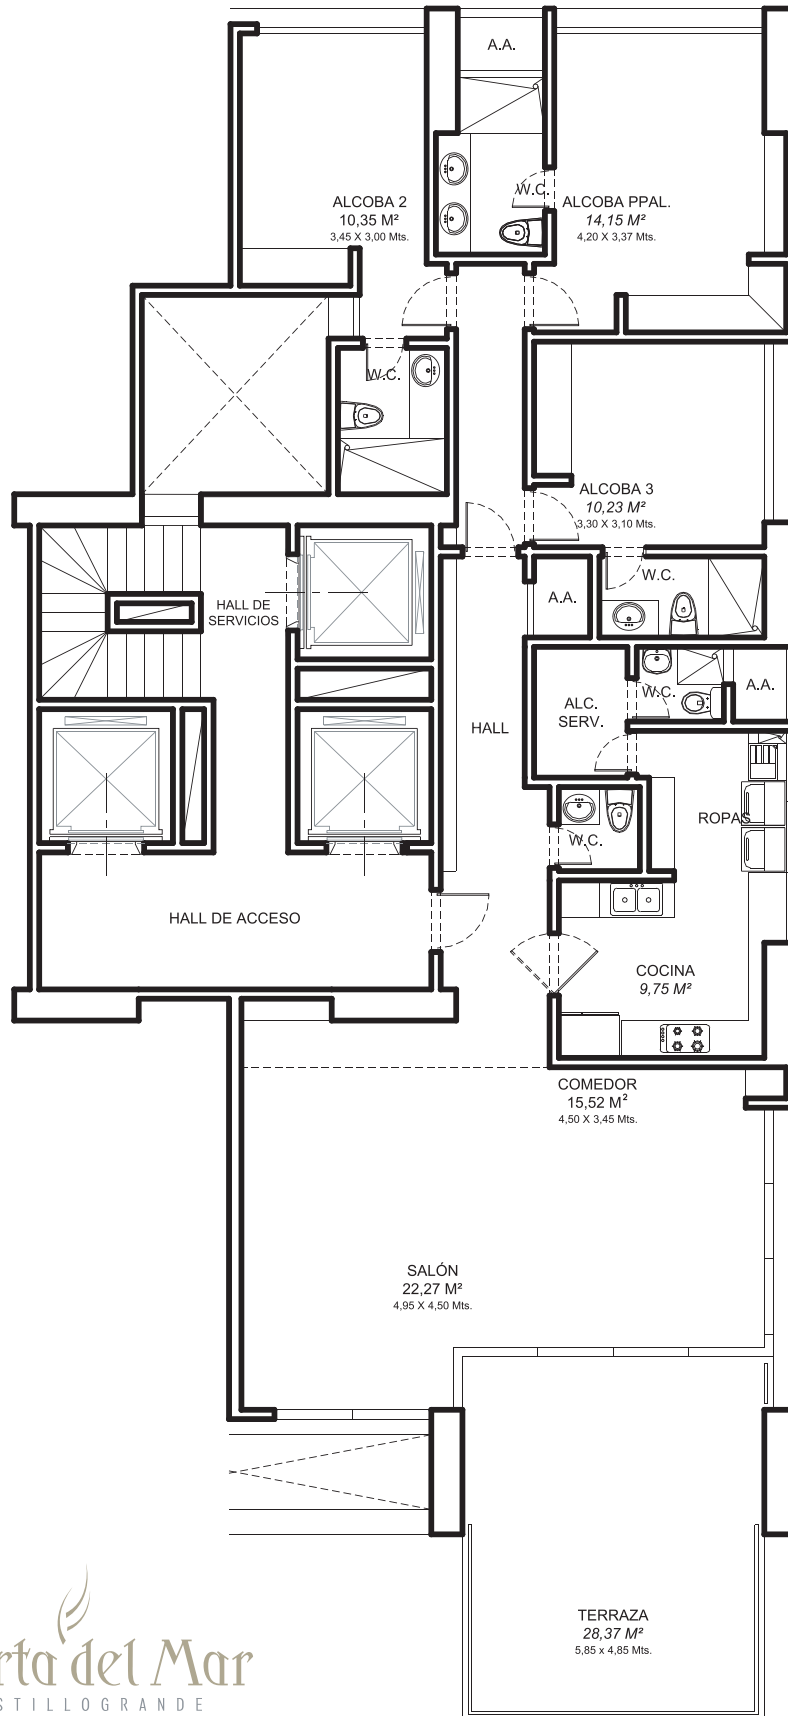 A.A.
W.C.
ALCOBA 2
10,35 M²
3,45 X 3,00 Mts.
ALCOBA PPAL.
14,15 M²
4,20 X 3,37 Mts.
W.C.
ALCOBA 3
10,23 M²
3,30 X 3,10 Mts.
W.C.
A.A.
HALL DE
SERVICIOS
W.C.
A.A.
ALC.
SERV.
HALL
ROPAS
W.C.
HALL DE ACCESO
COCINA
9,75 M²
COMEDOR
15,52 M²
4,50 X 3,45 Mts.
SALÓN
22,27 M²
4,95 X 4,50 Mts.
TERRAZA
28,37 M²
5,85 x 4,85 Mts.
rta del Mar
STILLOGRANDE